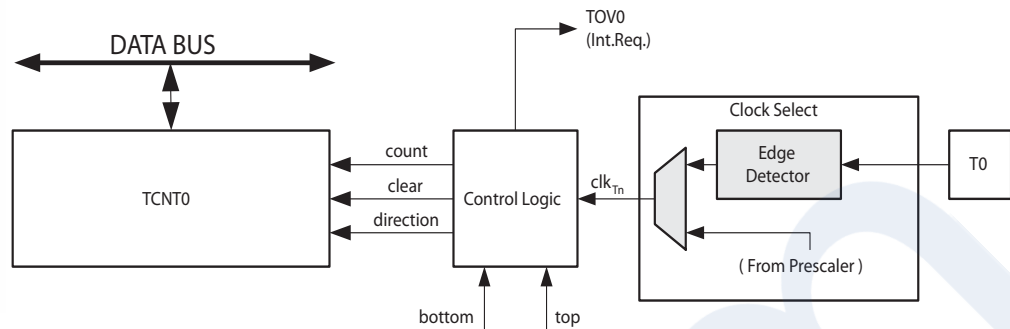 TOV0
(Int.Req.)
DATA BUS
Clock Select
count
clear
direction
TCNT0
Control Logic
clkTn
Edge
Detector
T0
( From Prescaler )
bottom
top